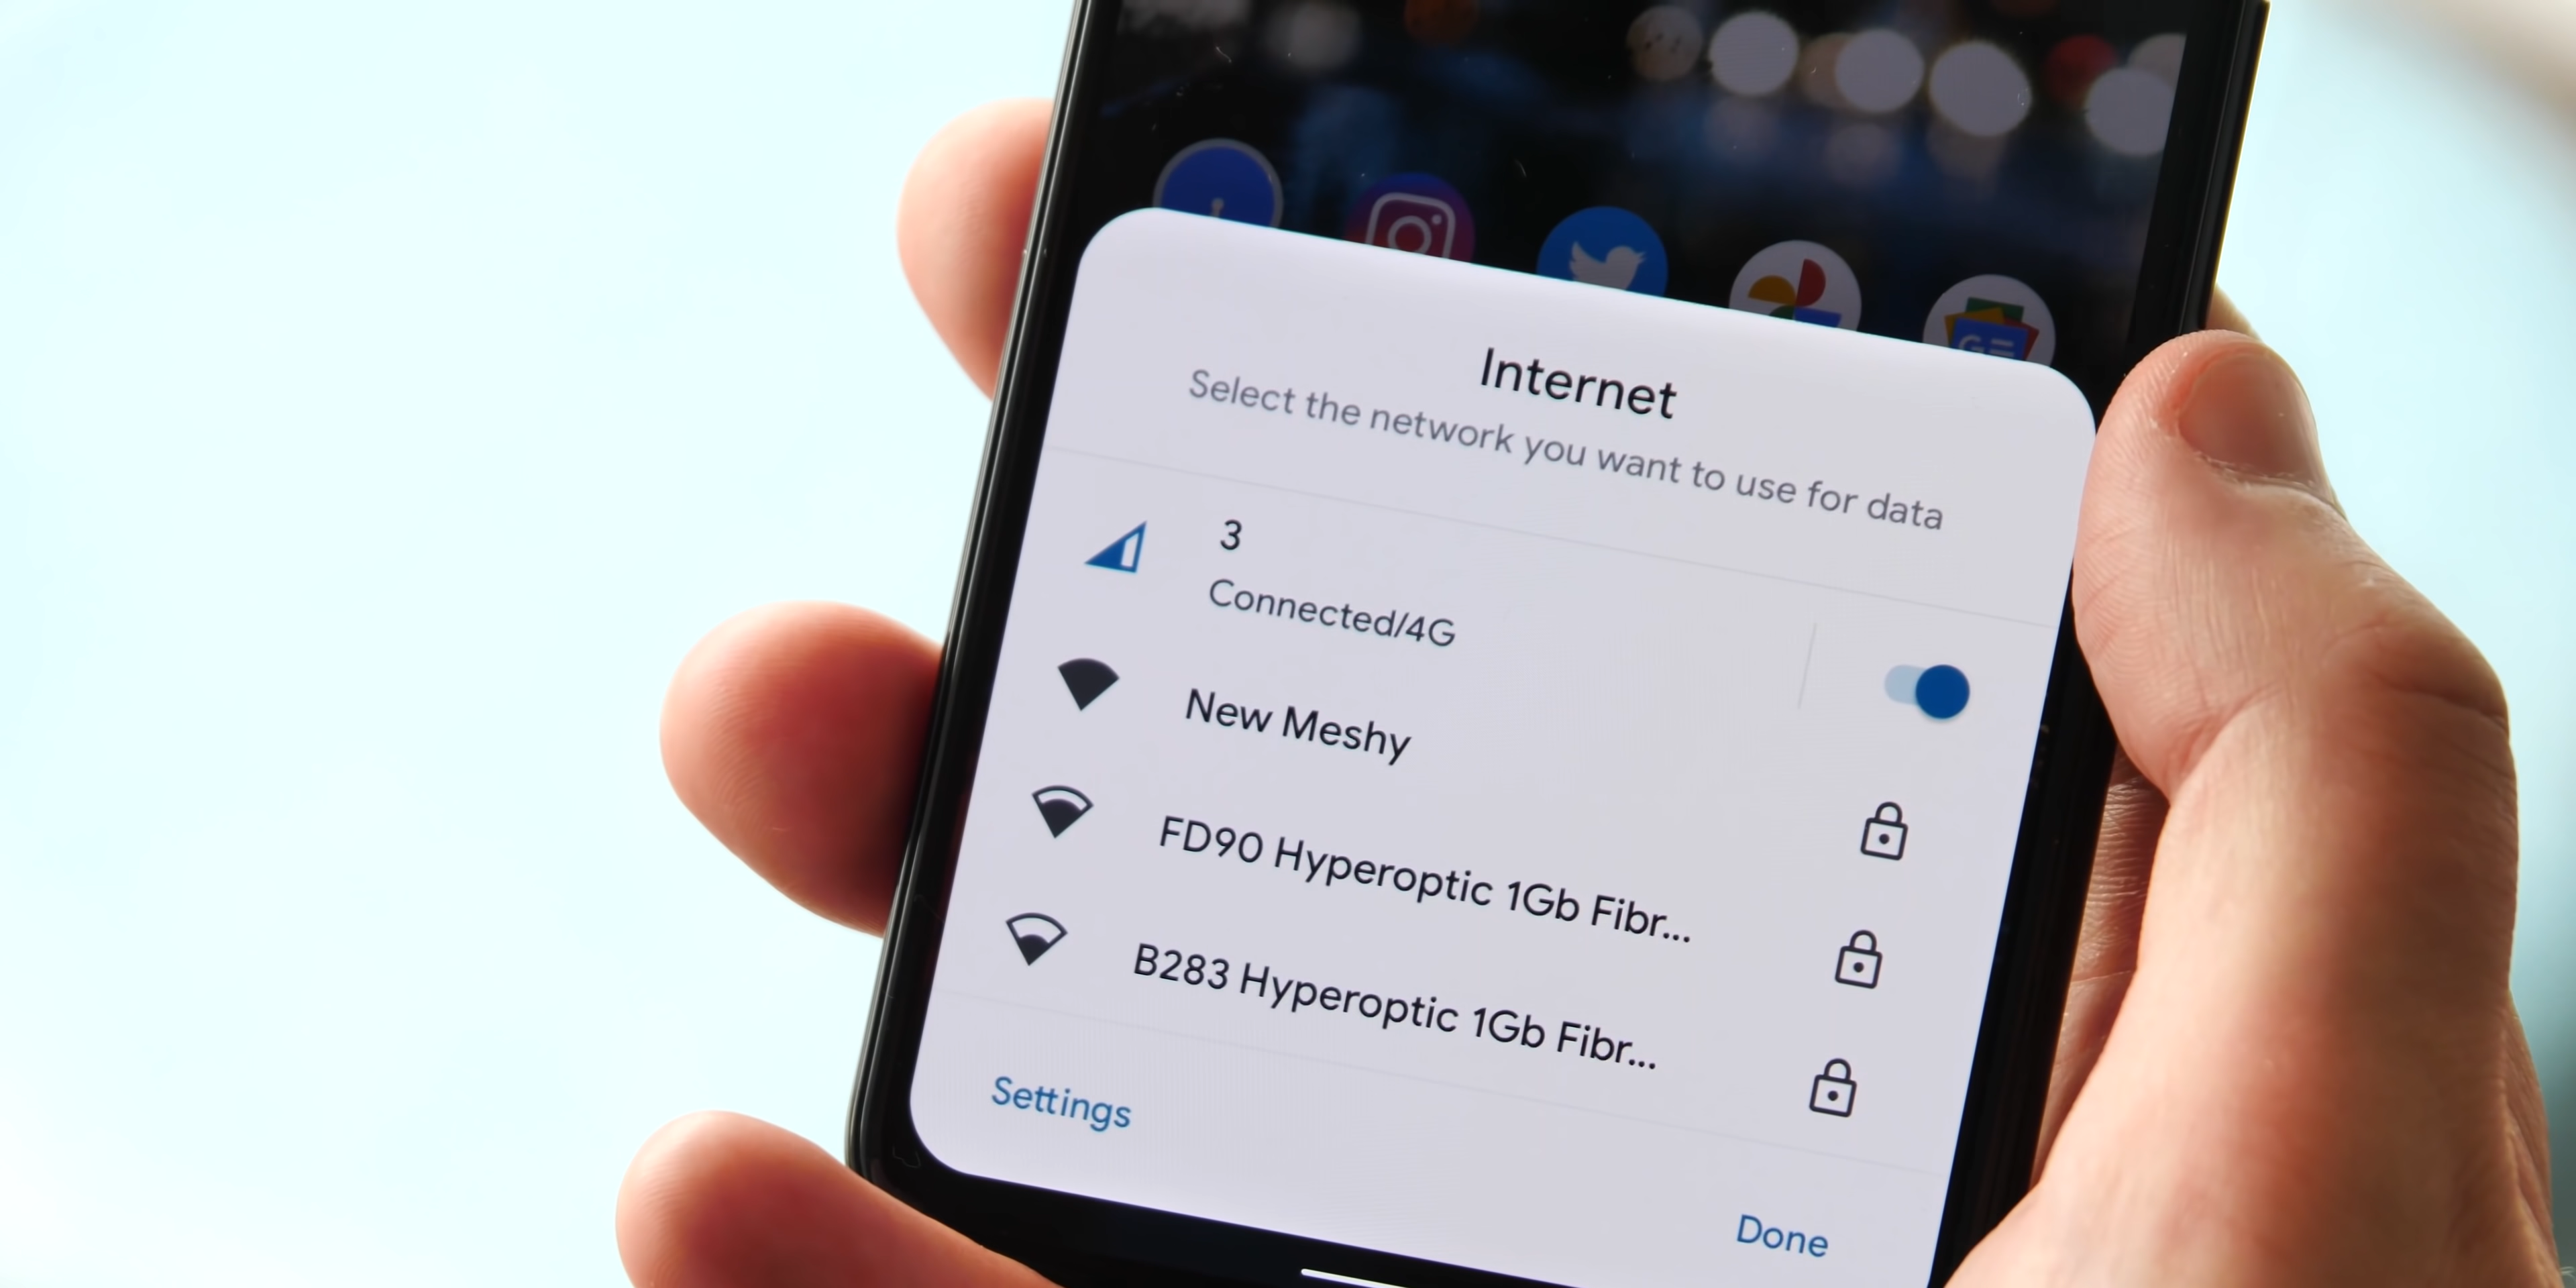 Internet
Select the network you want to use for data
3
Connected/4G
New Meshy
FD90 Hyperoptic 1Gb Fibr...
B283 Hyperoptic 1Gb Fibr...
Settings
Done